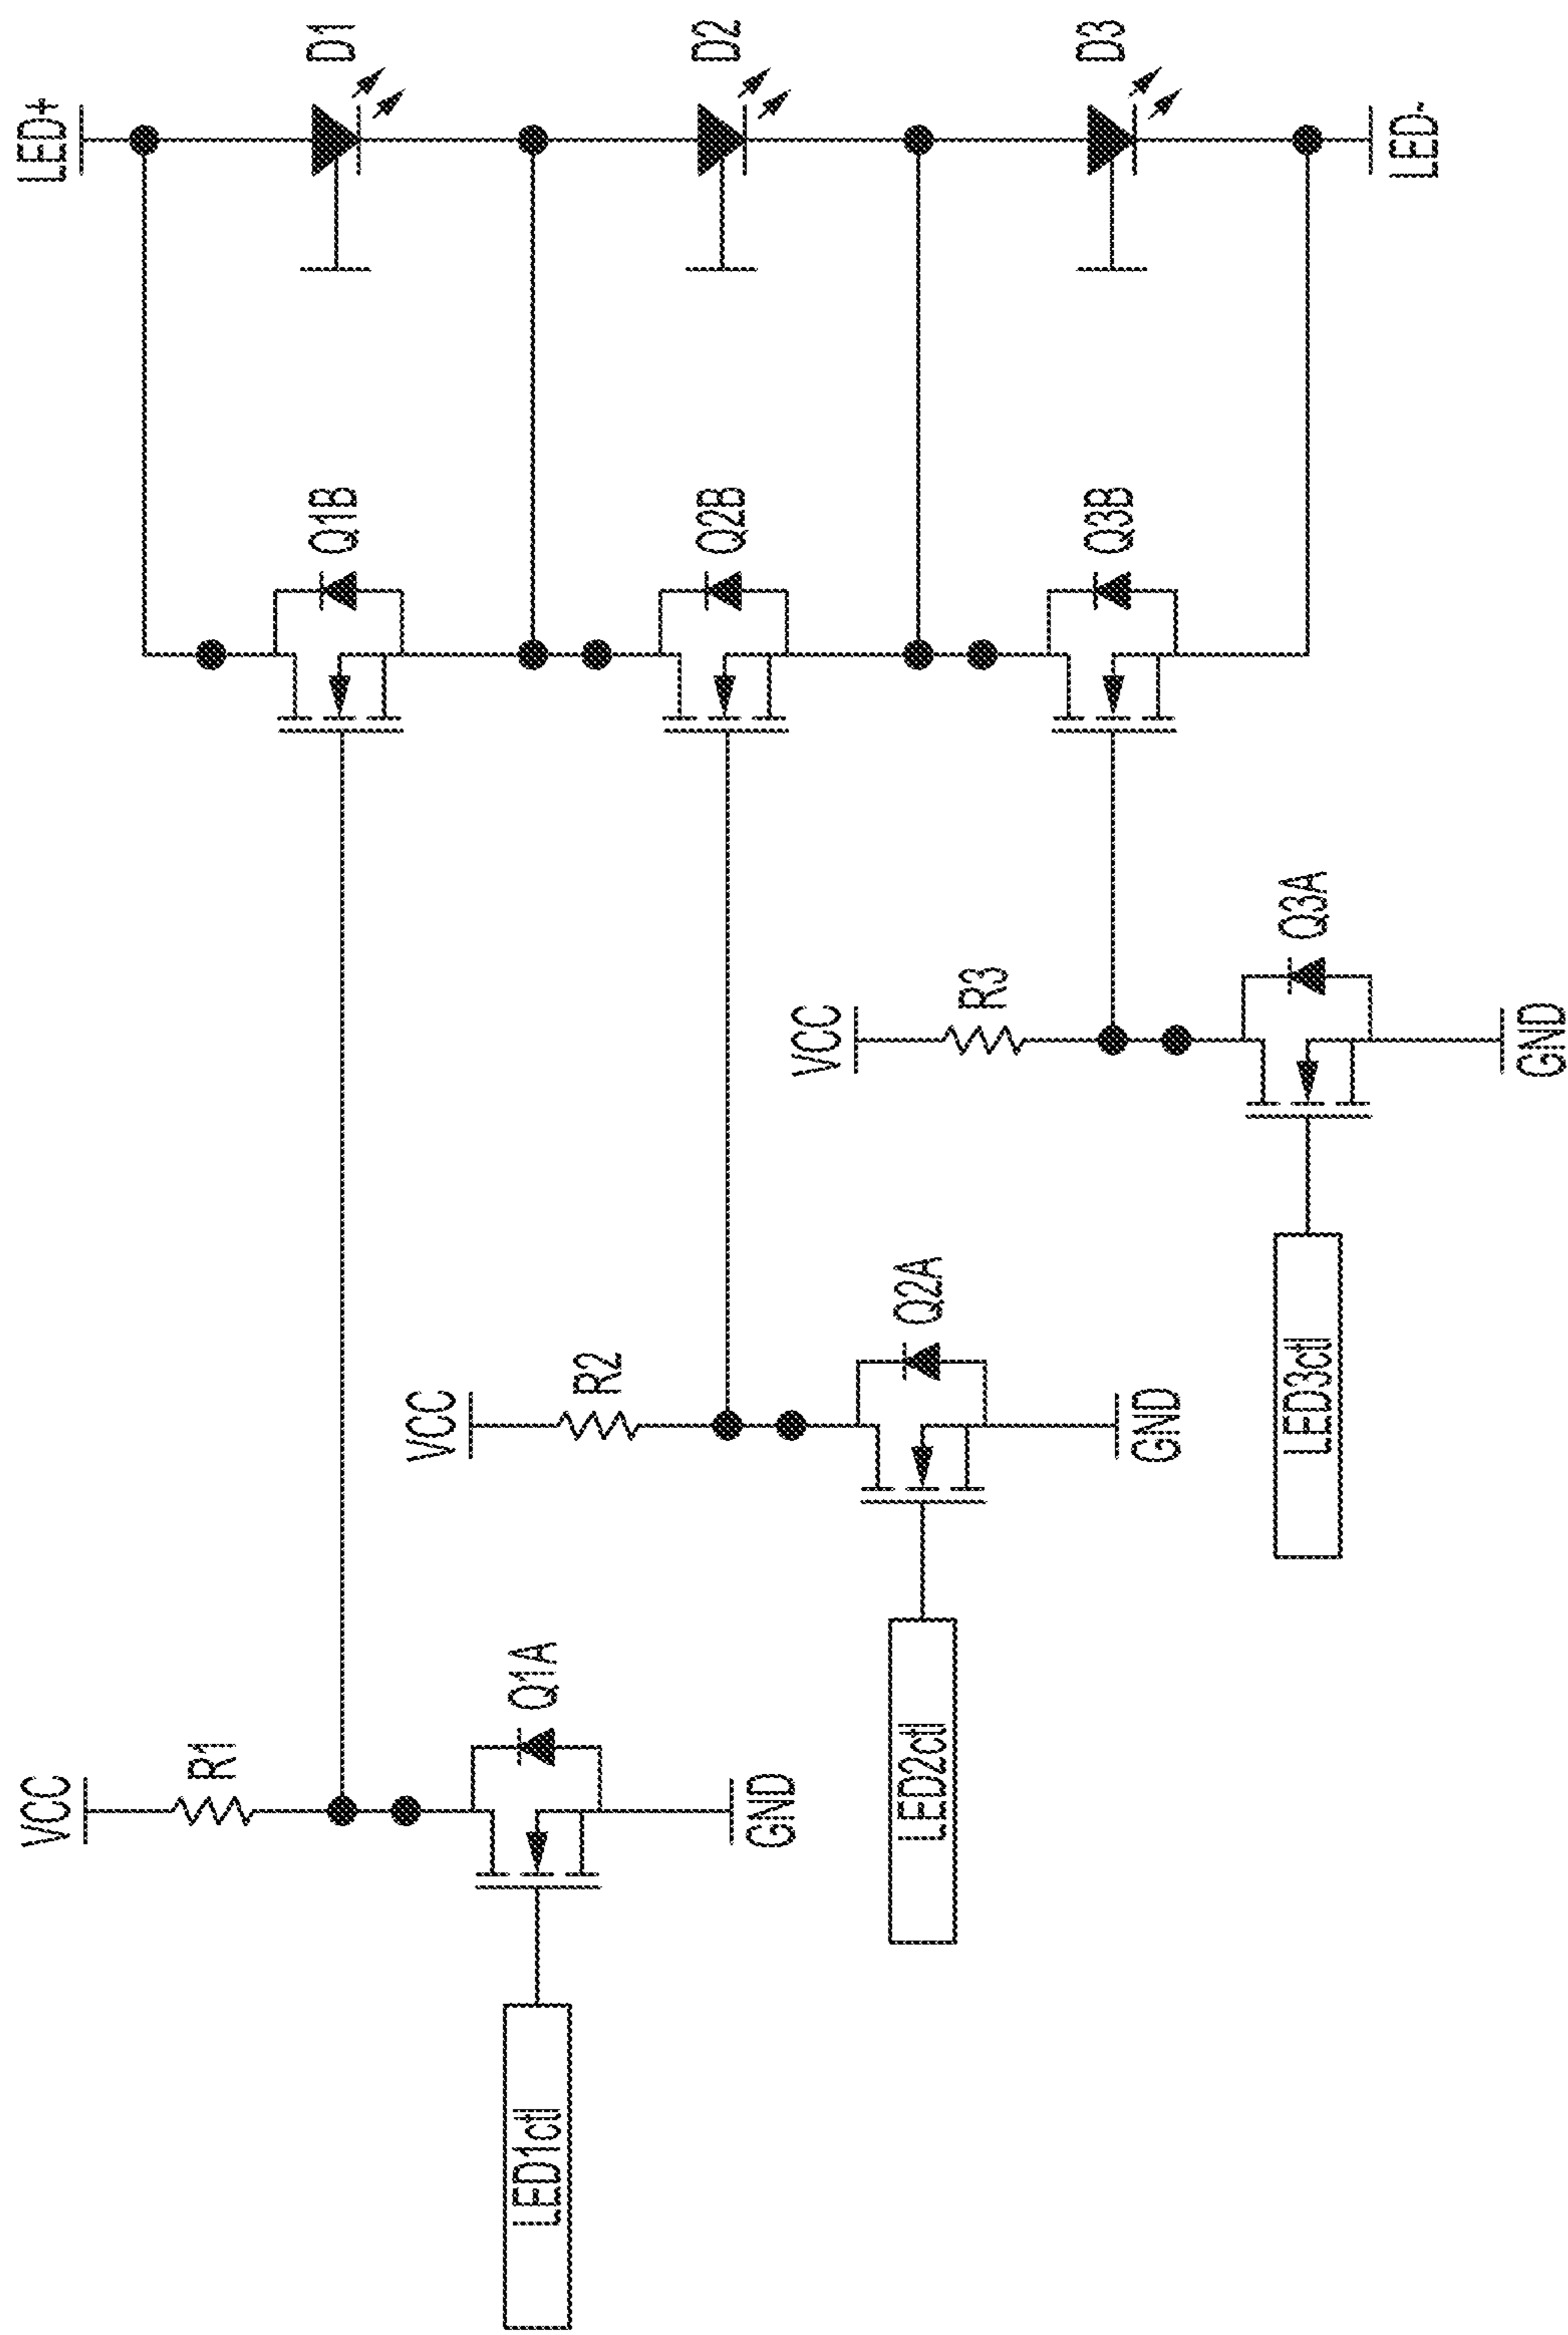 VCC
LED+
R1
Q1B
D1
VCC
LED1ctl
Q1A
R2
Q2B
D2
GND
VCC
LED2ctl
Q2A
R3
Q3B
D3
GND
LED3ctl
Q3A
LED-
GND